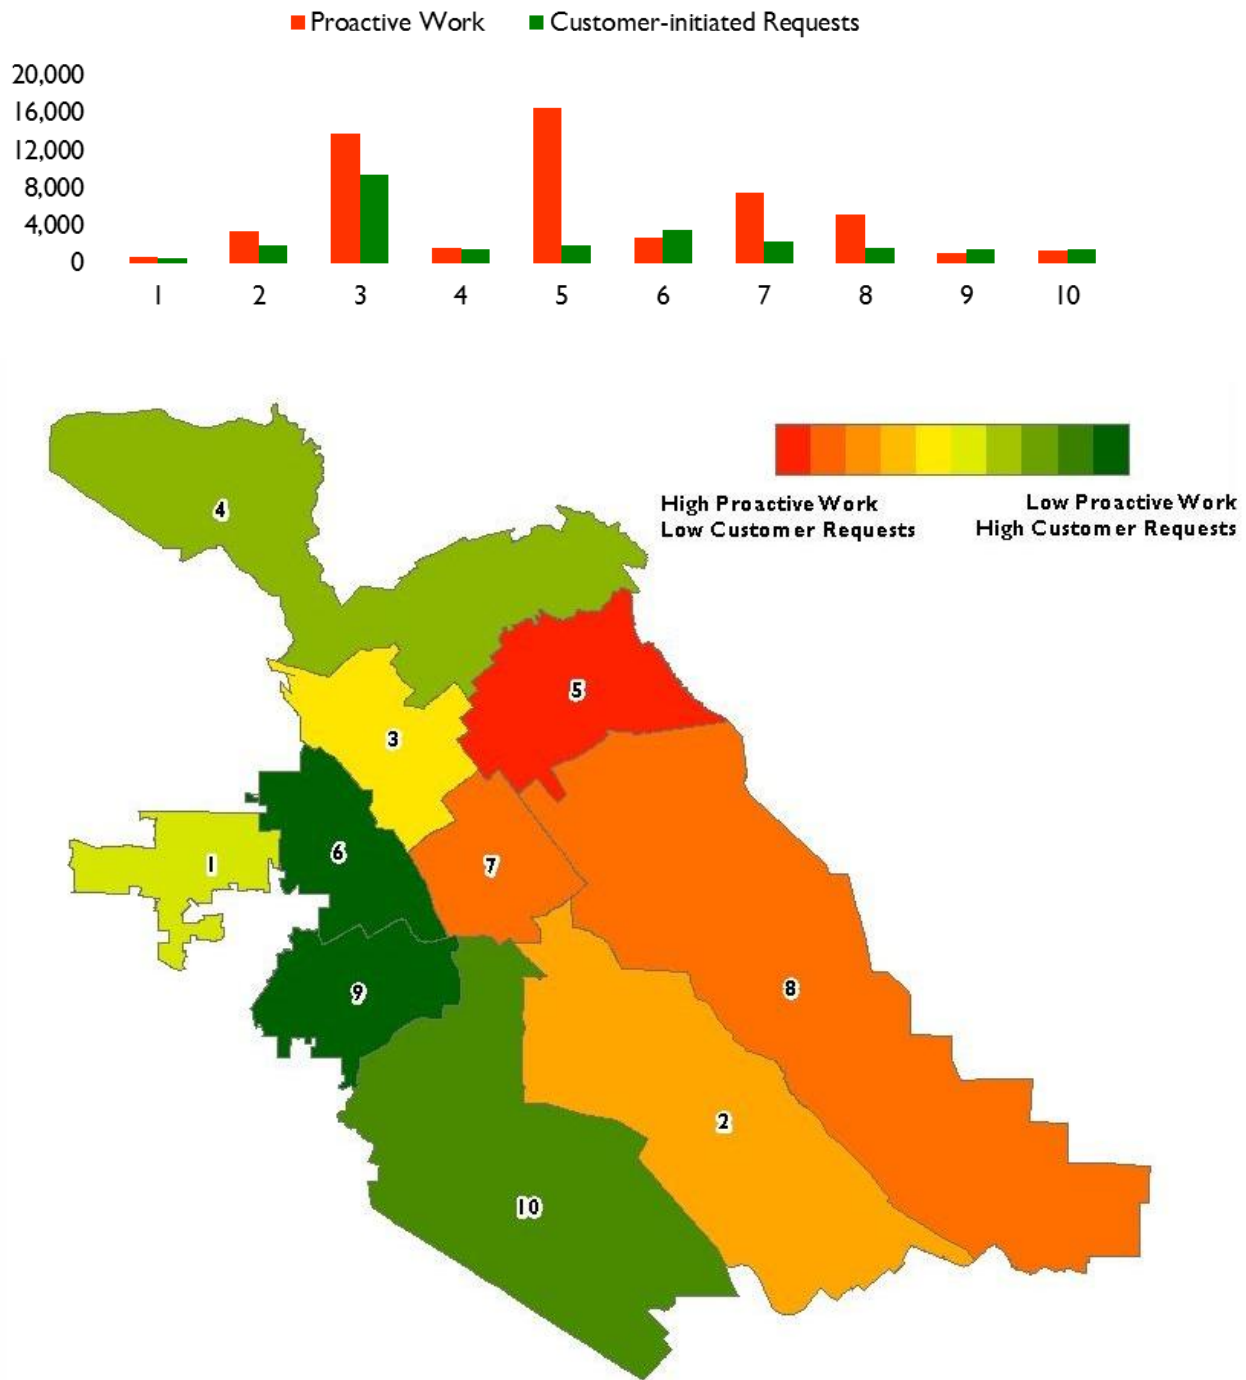 Proactive Work Customer-initiated Requests
20,000
16,000
12,000
8,000
4,000
0
1 2 3 4 5 6 7 8 9 10
4
High Proactive Work
Low Customer Requests
Low Proactive Work
High Customer Requests
5
3
6
1
7
8
9
2
10